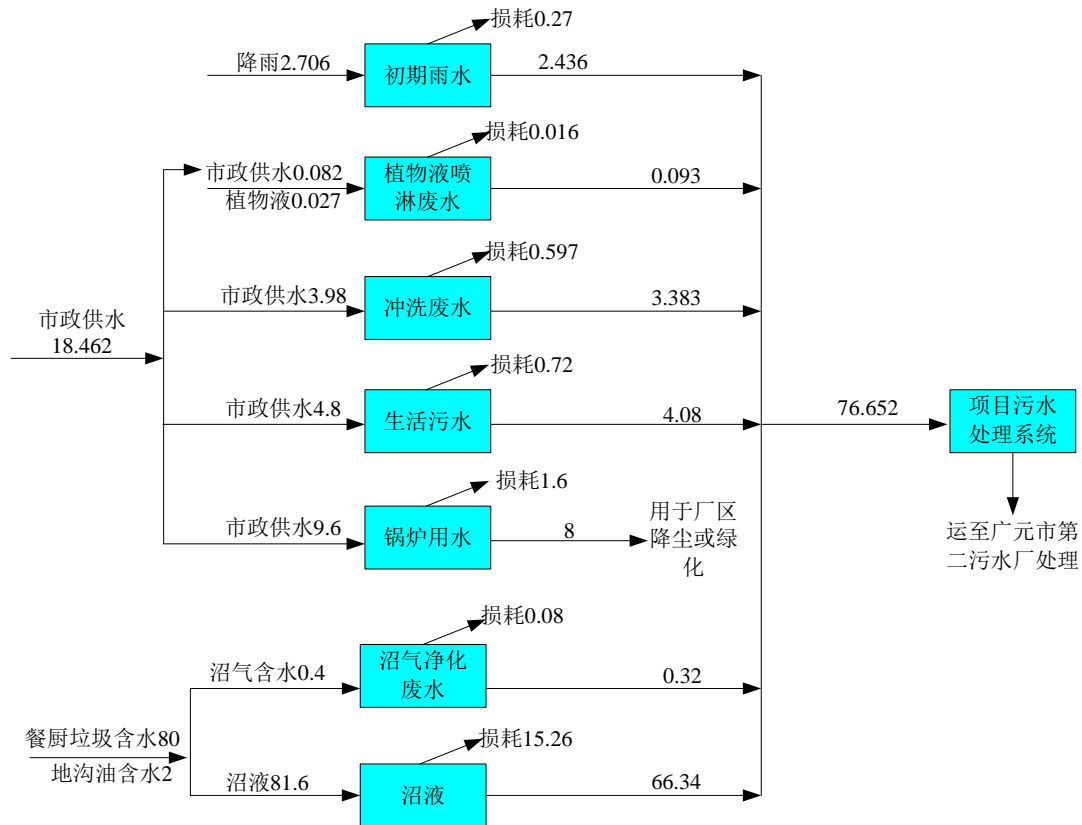 损耗0.27
降雨2.706
初期雨水
2.436
损耗0.016
市政供水0.082
植物液0.027
植物液喷
淋废水
0.093
损耗0.597
市政供水3.98
冲洗废水
3.383
市政供水
18.462
损耗0.72
市政供水4.8
生活污水
4.08
76.652
项目污水
处理系统
损耗1.6
市政供水9.6
锅炉用水
8
用于厂区
降尘或绿
化
运至广元市第
二污水厂处理
损耗0.08
沼气含水0.4
沼气净化
废水
0.32
餐厨垃圾含水80
地沟油含水2
损耗15.26
沼液81.6
沼液
66.34